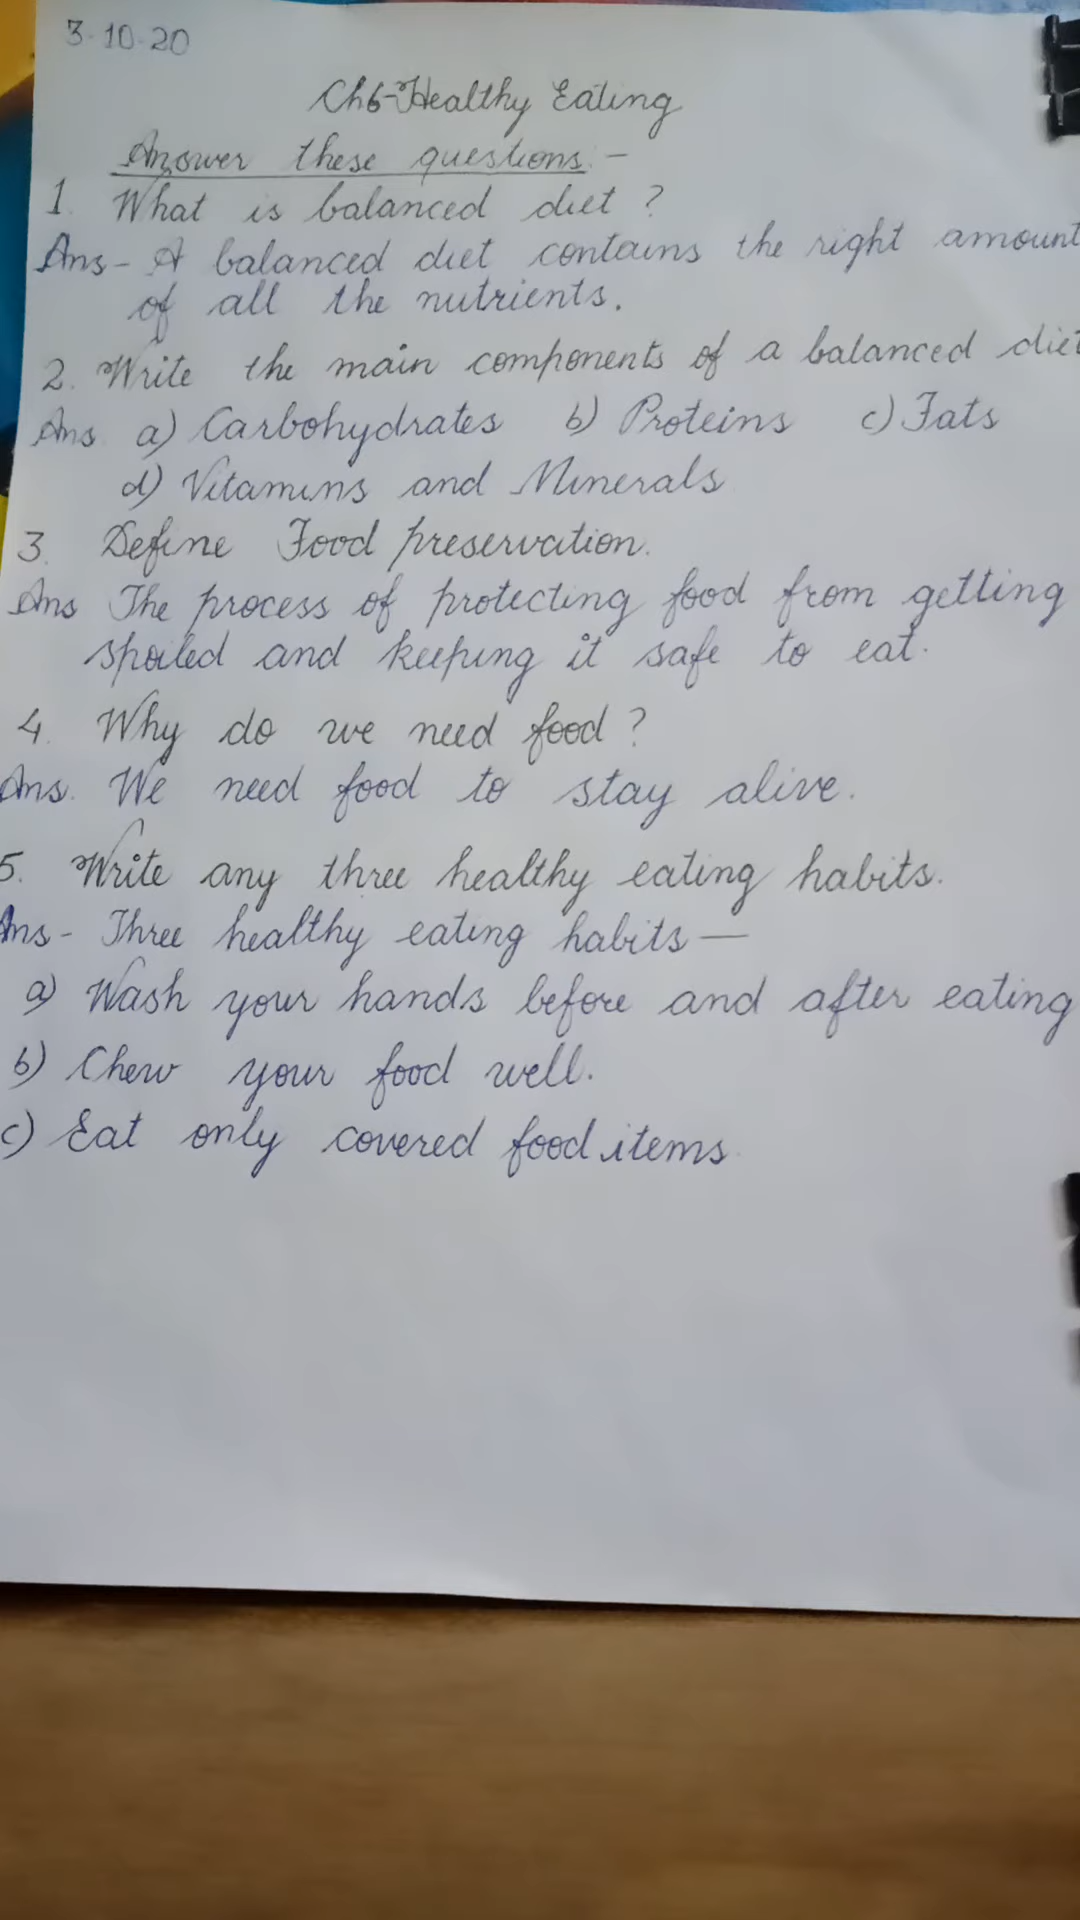 3-10-20
Ch6-Healthy Eating
Answer these questions:-
1. What is balanced diet ?
Ans- A balanced diet contains the right amount
of all the nutrients.
2. Write the main components of a balanced diet
Ans a) Carbohydrates b) Proteins c) Fats
d) Vitamins and Minerals
3. Define Food preservation.
Ans The process of protecting food from getting
spoiled and keeping it safe to eat.
4. Why do we need food ?
Ans. We need food to stay alive.
5. Write any three healthy eating habits.
Ans- Three healthy eating habits —
a) Wash your hands before and after eating
b) Chew your food well.
c) Eat only covered food items